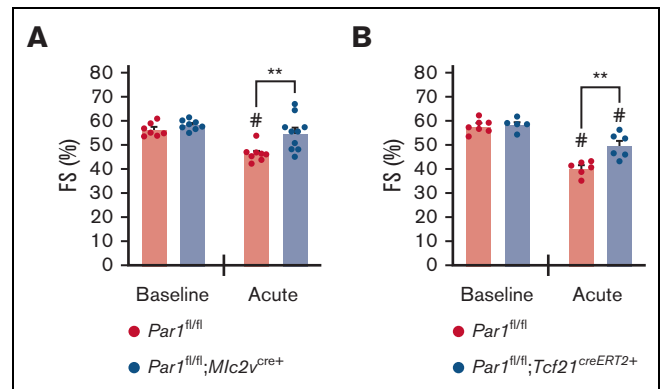 A
B
80
70
60
50
40
30
20
10
0
FS (%)
**
#
Baseline
Acute
Par1fl/fl
Par1fl/fl;Mlc2vcre+
80
70
60
50
40
30
20
10
0
FS (%)
**
#
#
Baseline
Acute
Par1fl/fl
Par1fl/fl;Tcf21creERT2+